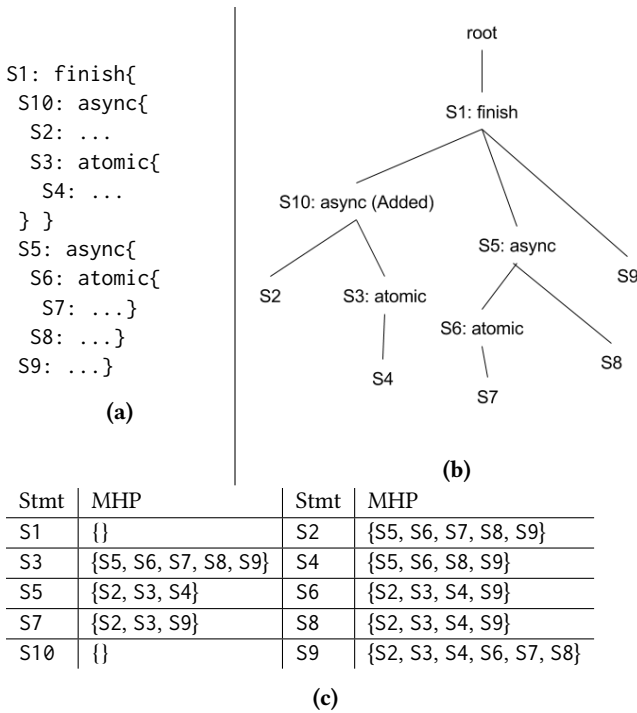 S1: finish{
S10: async{
S2: ...
S3: atomic{
S4: ...
} }
S5: async{
S6: atomic{
S7: ...}
S8: ...}
S9: ...}
(a)
root
S1: finish
S10: async (Added)
S5: async
S9
S2
S3: atomic
S6: atomic
S8
S4
S7
(b)
Stmt MHP Stmt MHP
S1 {} S2 {S5, S6, S7, S8, S9}
S3 {S5, S6, S7, S8, S9} S4 {S5, S6, S8, S9}
S5 {S2, S3, S4} S6 {S2, S3, S4, S9}
S7 {S2, S3, S9} S8 {S2, S3, S4, S9}
S10 {} S9 {S2, S3, S4, S6, S7, S8}
(c)